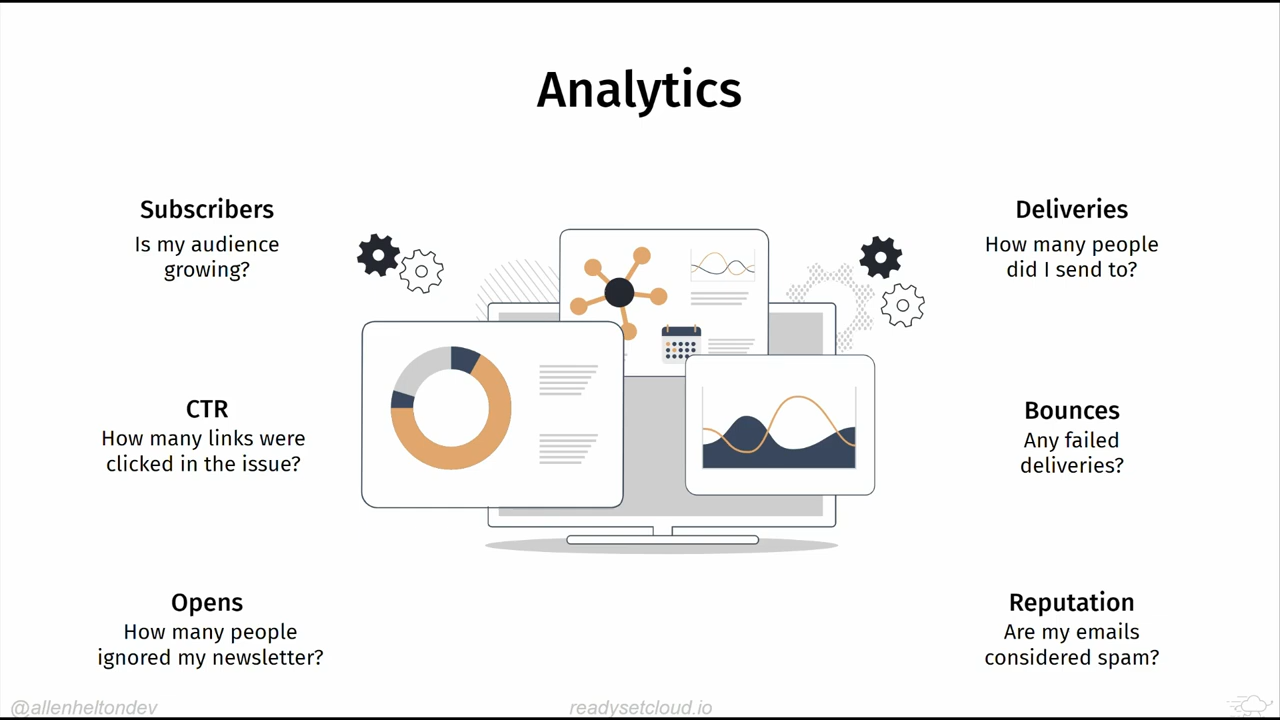 Analytics
Subscribers
Is my audience
growing?
CTR
How many links were
clicked in the issue?
Opens
How many people
ignored my newsletter?
Deliveries
How many people
did I send to?
Bounces
Any failed
deliveries?
Reputation
Are my emails
considered spam?
@allenheltondev
readysetcloud.io